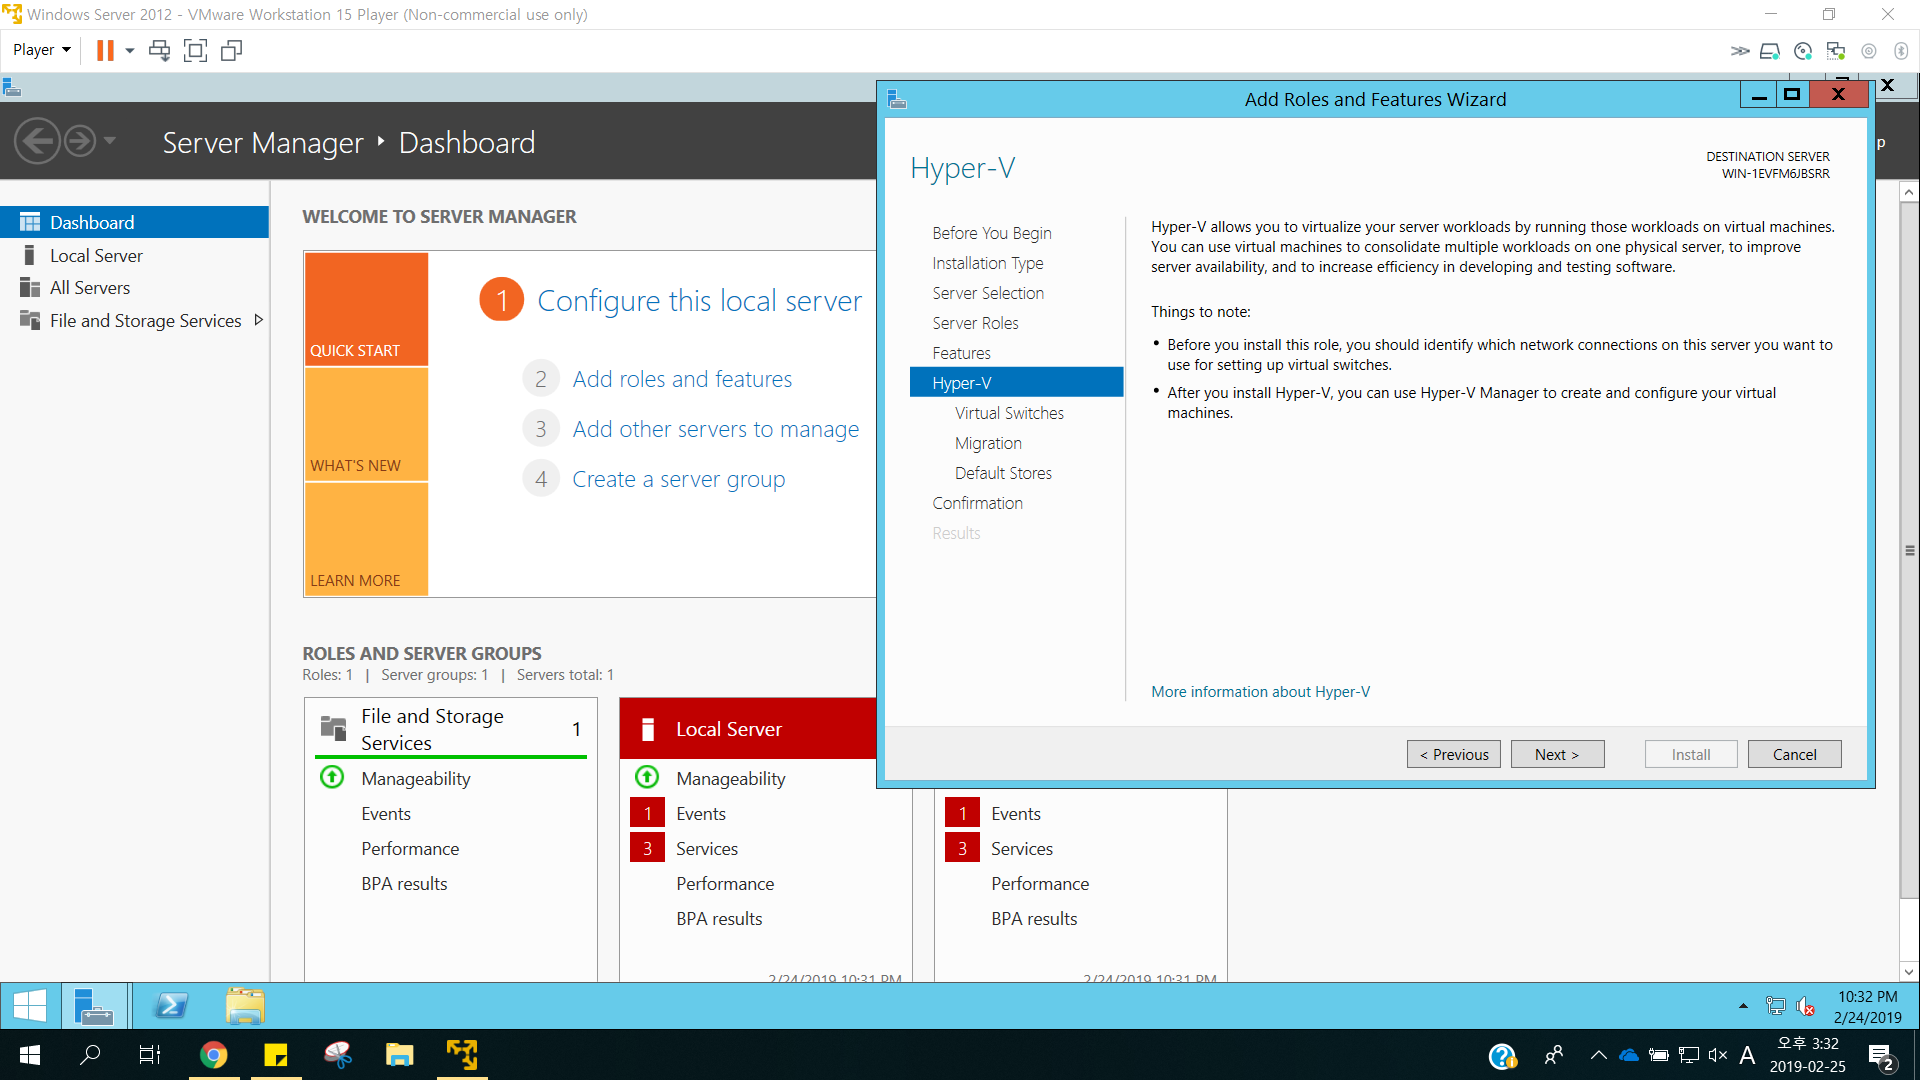 Windows Server 2012 - VMware Workstation 15 Player (Non-commercial use only)
Player
Server Manager Dashboard
Dashboard
Local Server
All Servers
File and Storage Services
WELCOME TO SERVER MANAGER
QUICK START
WHAT'S NEW
LEARN MORE
1 Configure this local server
2 Add roles and features
3 Add other servers to manage
4 Create a server group
ROLES AND SERVER GROUPS
Roles: 1 | Server groups: 1 | Servers total: 1
File and Storage
Services
1
Manageability
Events
Performance
BPA results
Local Server
Manageability
1 Events
3 Services
Performance
BPA results
2/24/2019 10:31 PM
1 Events
3 Services
Performance
BPA results
2/24/2019 10:31 PM
Add Roles and Features Wizard
X
X
p
Hyper-V
DESTINATION SERVER
WIN-1EVFM6JBSRR
Before You Begin
Installation Type
Server Selection
Server Roles
Features
Hyper-V
Virtual Switches
Migration
Default Stores
Confirmation
Results
Hyper-V allows you to virtualize your server workloads by running those workloads on virtual machines.
You can use virtual machines to consolidate multiple workloads on one physical server, to improve
server availability, and to increase efficiency in developing and testing software.
Things to note:
• Before you install this role, you should identify which network connections on this server you want to
use for setting up virtual switches.
• After you install Hyper-V, you can use Hyper-V Manager to create and configure your virtual
machines.
More information about Hyper-V
< Previous
Next >
Install
Cancel
10:32 PM
2/24/2019
A
오후 3:32
2019-02-25
2